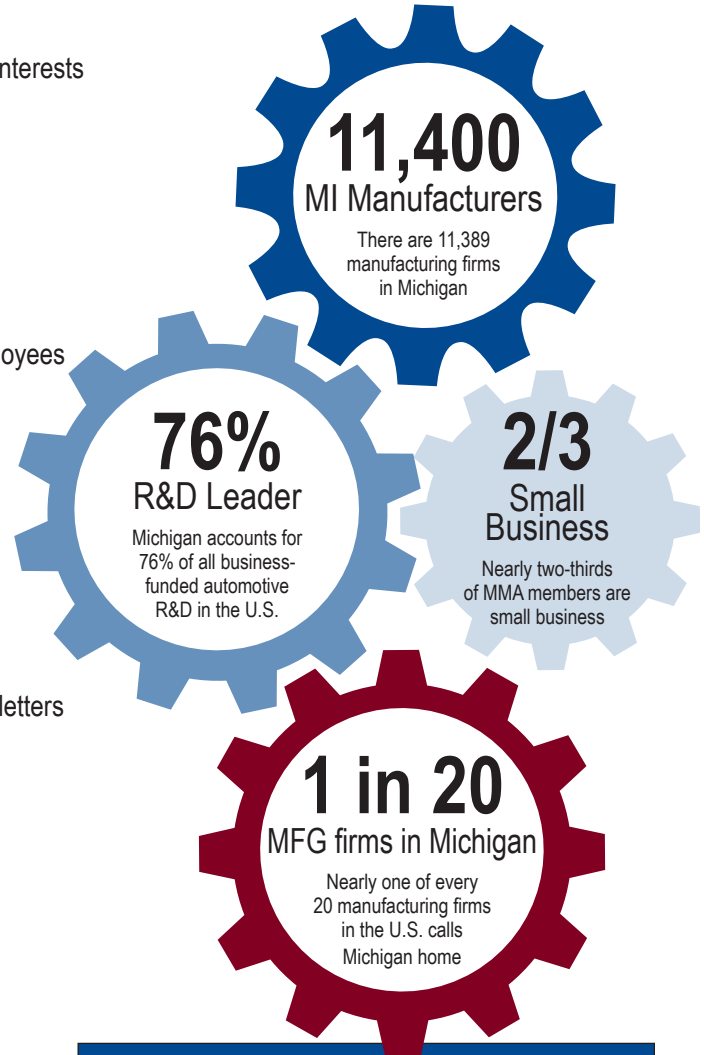 nterests
11,400
MI Manufacturers
There are 11,389
manufacturing firms
in Michigan
oyees
76%
R&D Leader
Michigan accounts for
76% of all business-
funded automotive
R&D in the U.S.
2/3
Small
Business
Nearly two-thirds
of MMA members are
small business
letters
1 in 20
MFG firms in Michigan
Nearly one of every
20 manufacturing firms
in the U.S. calls
Michigan home